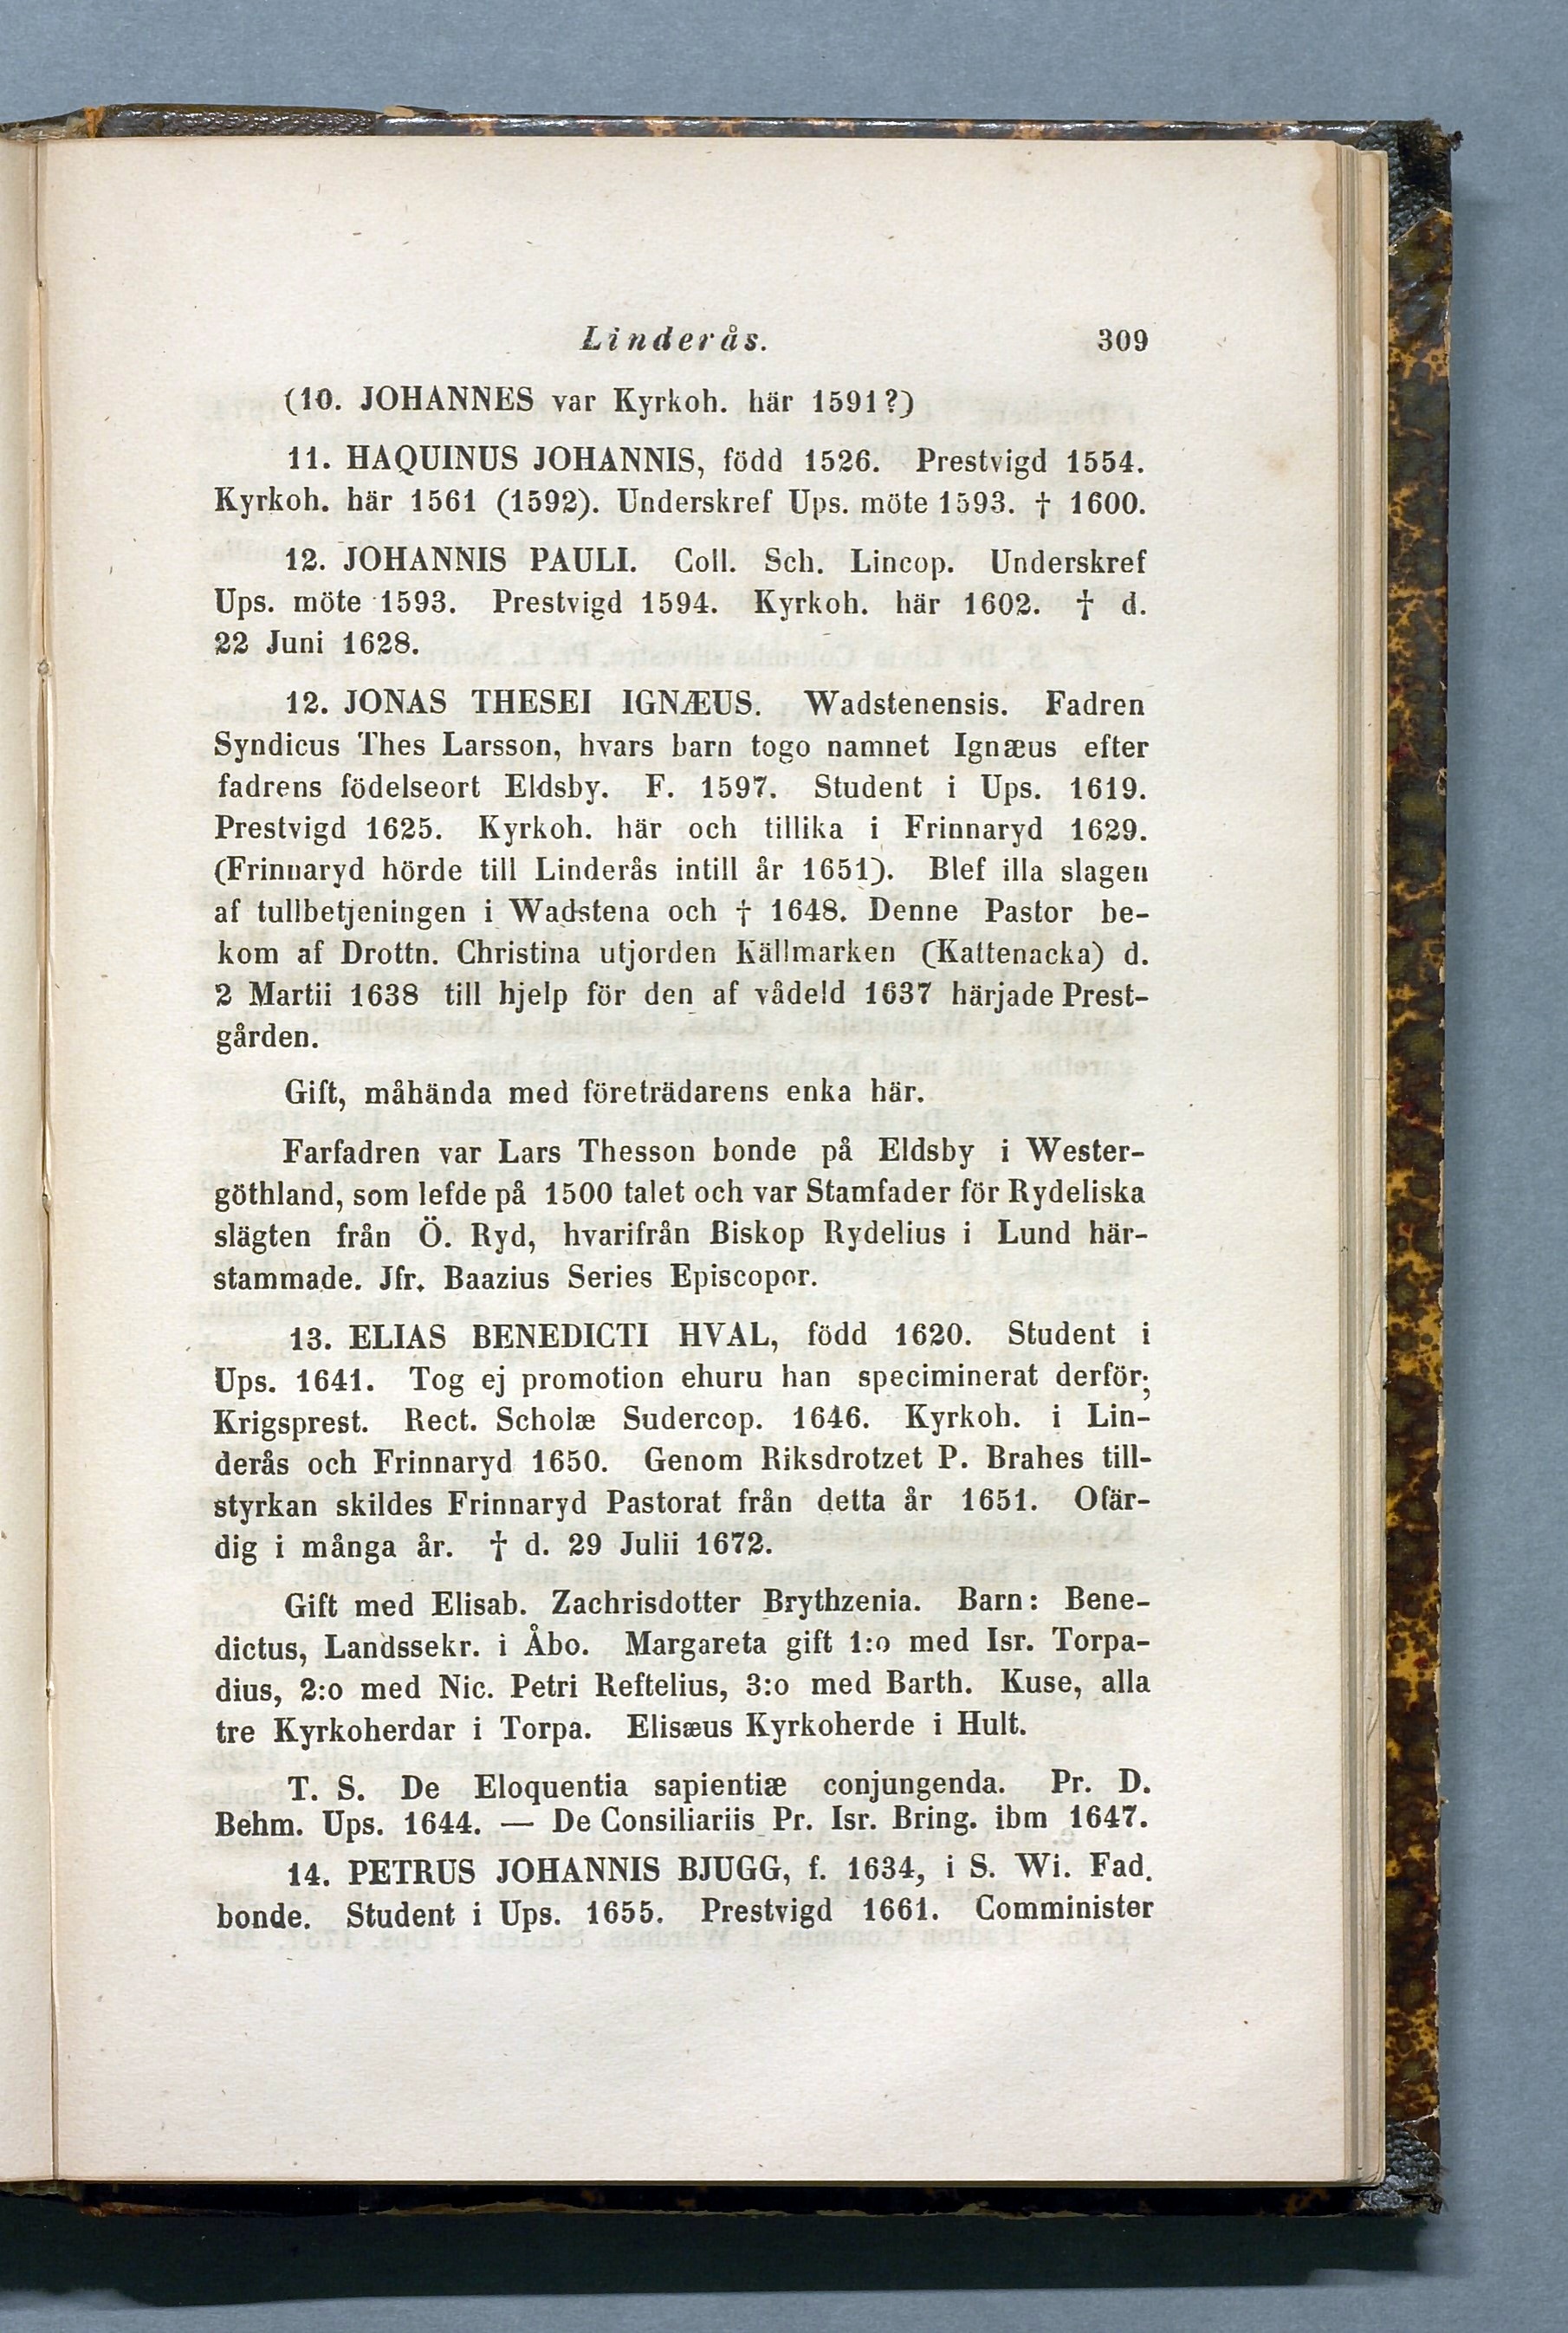 Linderås. 309
(10. JOHANNES var Kyrkoh. här 1591?)
11. HAQUINUS JOHANNIS, född 1526. Prestvigd 1554.
Kyrkoh. här 1561 (1592). Underskref Ups. möte 1593. † 1600.
12. JOHANNIS PAULI. Coll. Sch. Lincop. Underskref
Ups. möte 1593. Prestvigd 1594. Kyrkoh. här 1602. † d.
22 Juni 1628.
12. JONAS THESEI IGNÆUS. Wadstenensis. Fadren
Syndicus Thes Larsson, hvars barn togo namnet Ignæus efter
fadrens födelseort Eldsby. F. 1597. Student i Ups. 1619.
Prestvigd 1625. Kyrkoh. här och tillika i Frinnaryd 1629.
(Frinnaryd hörde till Linderås intill år 1651). Blef illa slagen
af tullbetjeningen i Wadstena och † 1648. Denne Pastor be-
kom af Drottn. Christina utjorden Källmarken (Kattenacka) d.
2 Martii 1638 till hjelp för den af vådeld 1637 härjade Prest-
gården.
Gift, måhända med företrädarens enka här.
Farfadren var Lars Thesson bonde på Eldsby i Wester-
göthland, som lefde på 1500 talet och var Stamfader för Rydeliska
slägten från Ö. Ryd, hvarifrån Biskop Rydelius i Lund här-
stammade. Jfr. Baazius Series Episcopor.
13. ELIAS BENEDICTI HVAL, född 1620. Student i
Ups. 1641. Tog ej promotion ehuru han speciminerat derför;
Krigsprest. Rect. Scholæ Sudercop. 1646. Kyrkoh. i Lin-
derås och Frinnaryd 1650. Genom Riksdrotzet P. Brahes till-
styrkan skildes Frinnaryd Pastorat från detta år 1651. Ofär-
dig i många år. † d. 29 Julii 1672.
Gift med Elisab. Zachrisdotter Brythzenia. Barn: Bene-
dictus, Landssekr. i Åbo. Margareta gift 1:o med Isr. Torpa-
dius, 2:o med Nic. Petri Reftelius, 3:o med Barth. Kuse, alla
tre Kyrkoherdar i Torpa. Elisæus Kyrkoherde i Hult.
T. S. De Eloquentia sapientiæ conjungenda. Pr. D.
Behm. Ups. 1644. — De Consiliariis Pr. Isr. Bring. ibm 1647.
14. PETRUS JOHANNIS BJUGG, f. 1634, i S. Wi. Fad.
bonde. Student i Ups. 1655. Prestvigd 1661. Comminister